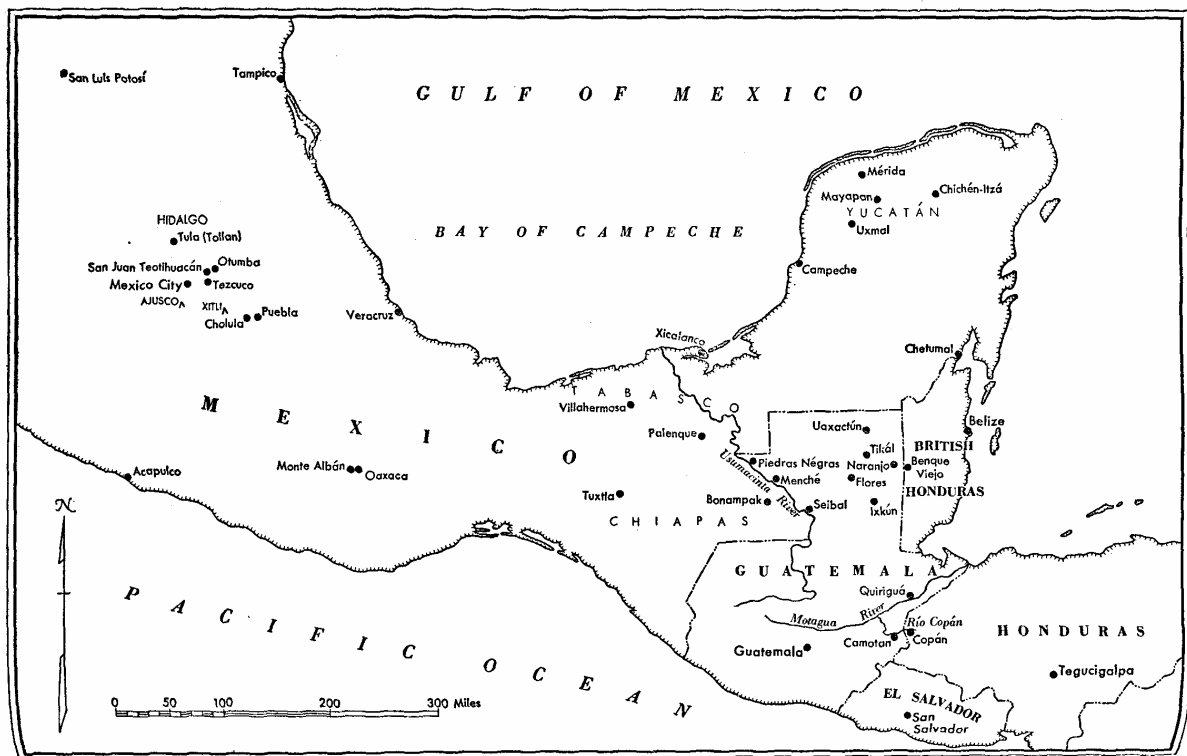 San Luis Potosí
Tampico
GULF OF MEXICO
Mérida
Mayapan
Chichén-Itzá
YUCATÁN
Uxmal
HIDALGO
Tula (Tollan)
BAY OF CAMPECHE
San Juan Teotihuacán
Otumba
Mexico City
Tezcuco
Campeche
AJUSCO
XITLI
Cholula
Puebla
Veracruz
Xicalanco
Chetumal
TABASCO
Villahermosa
MEXICO
Palenque
Uaxactún
Belize
BRITISH
HONDURAS
Tikál
Piedras Négras
Naranjo
Benque
Viejo
Menché
Flores
Usumacinta River
Acapulco
Monte Albán
Oaxaca
Tuxtla
Bonampak
Seibal
Ixkún
CHIAPAS
N
GUATEMALA
Quiriguá
PACIFIC OCEAN
Motagua River
Río Copán
Camotan
Copán
HONDURAS
Guatemala
Tegucigalpa
EL SALVADOR
San
Salvador
0 50 100 200 300 Miles